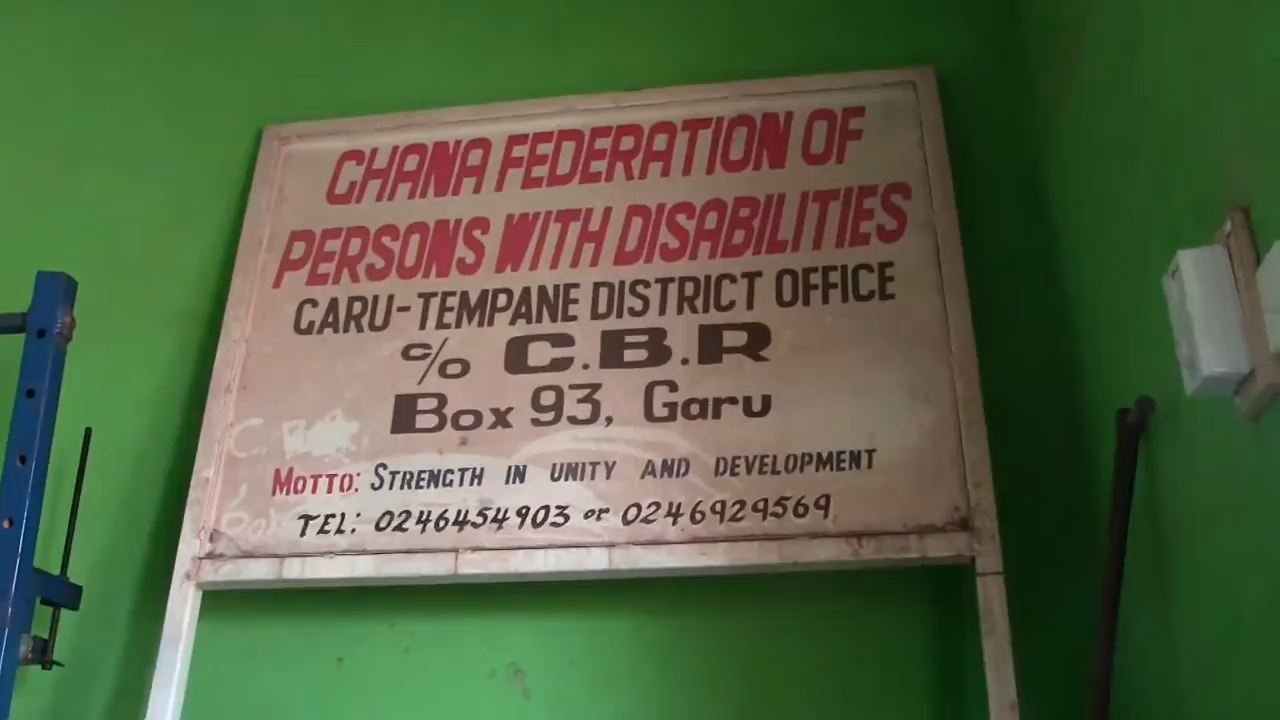 GHANA FEDERATION OF
PERSONS WITH DISABILITIES
GARU-TEMPANE DISTRICT OFFICE
c/o C.B.R
Box 93, Garu
MOTTO: STRENGTH IN UNITY AND DEVELOPMENT
TEL: 0246454903 or 0246929569